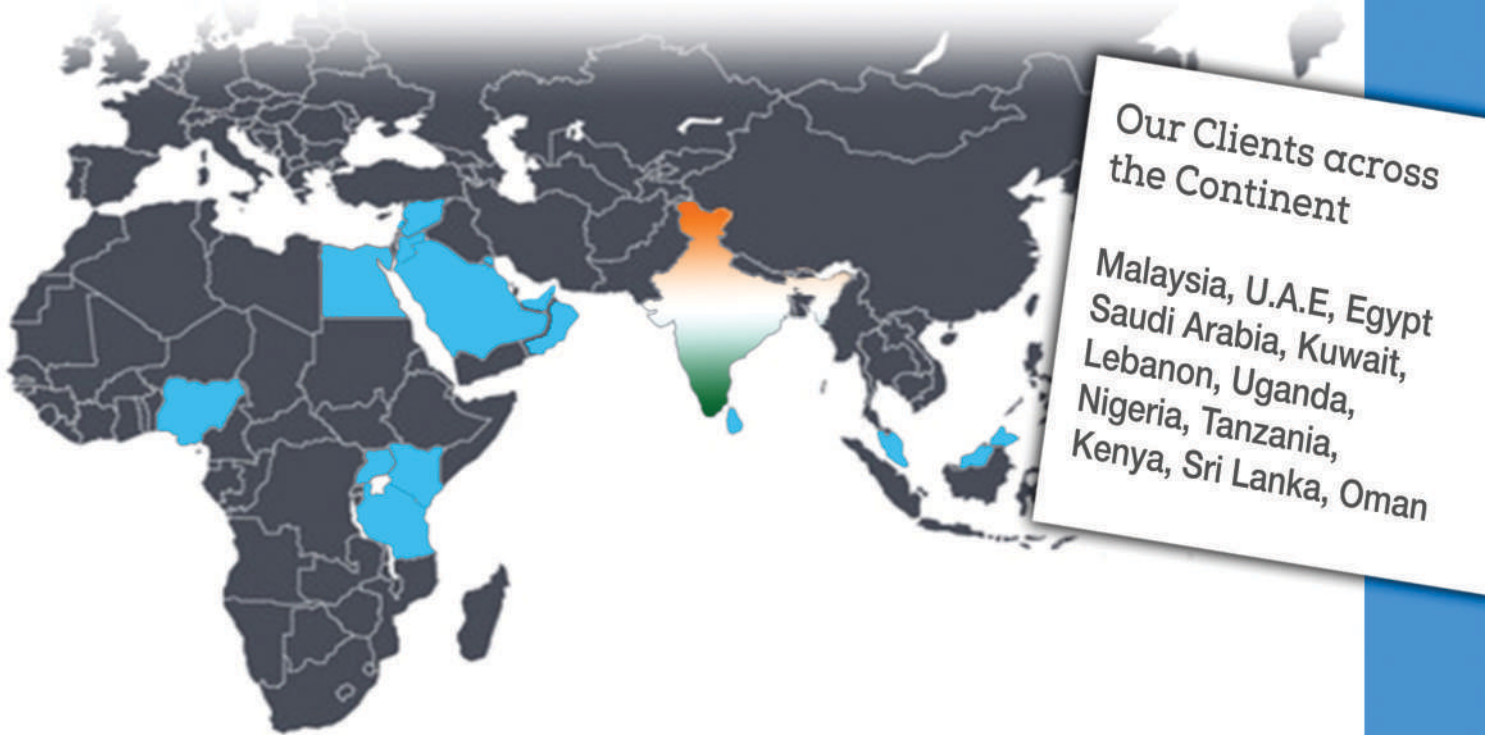 Our Clients across
the Continent
Malaysia, U.A.E, Egypt
Saudi Arabia, Kuwait,
Lebanon, Uganda,
Nigeria, Tanzania,
Kenya, Sri Lanka, Oman